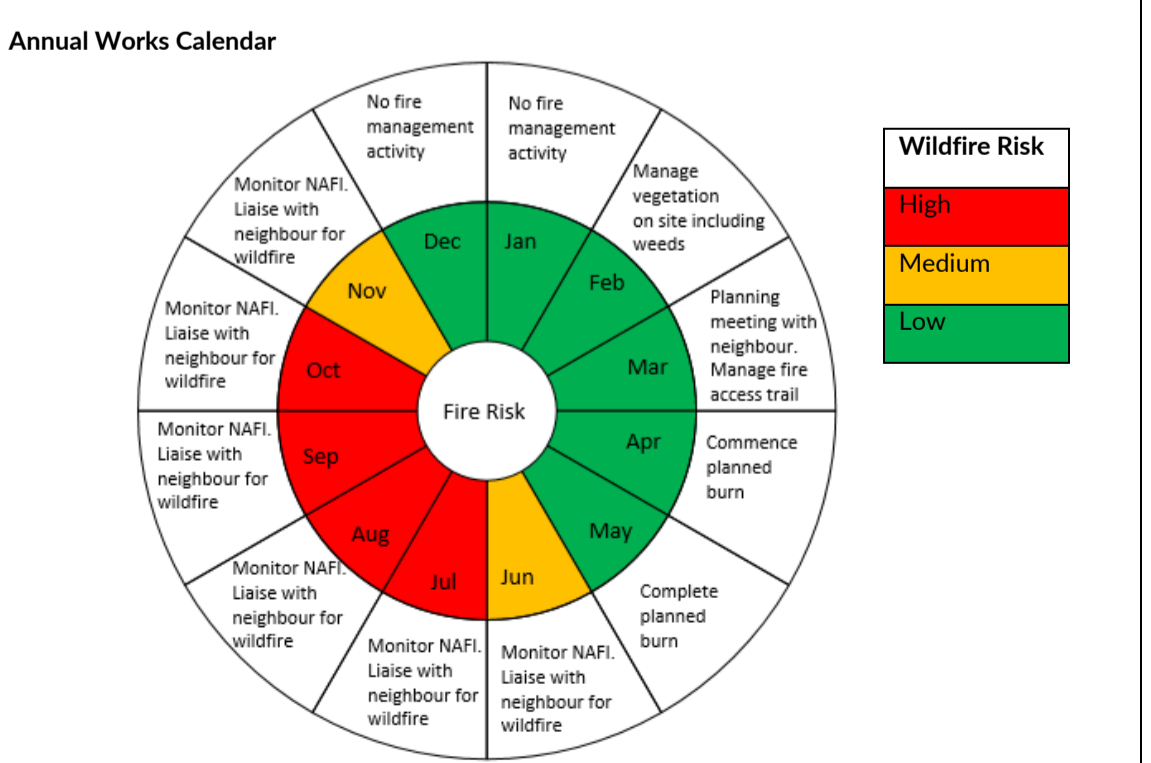 Annual Works Calendar
No fire
management
activity
No fire
management
activity
Manage
vegetation
on site including
weeds
Planning
meeting with
neighbour.
Manage fire
access trail
Commence
planned
burn
Complete
planned
burn
Monitor NAFI.
Liaise with
neighbour for
wildfire
Monitor NAFI.
Liaise with
neighbour for
wildfire
Monitor NAFI.
Liaise with
neighbour for
wildfire
Monitor NAFI.
Liaise with
neighbour for
wildfire
Monitor NAFI.
Liaise with
neighbour for
wildfire
Monitor NAFI.
Liaise with
neighbour for
wildfire
Jan
Feb
Mar
Apr
May
Jun
Jul
Aug
Sep
Oct
Nov
Dec
Fire Risk
Wildfire Risk
High
Medium
Low